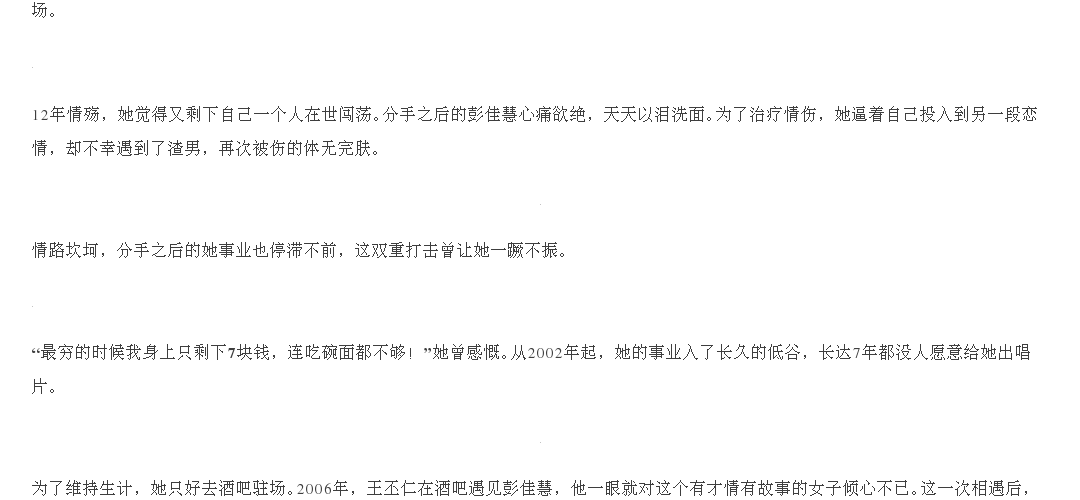 场。
12年情殇，她觉得又剩下自己一个人在世闯荡。分手之后的彭佳慧心痛欲绝，天天以泪洗面。为了治疗情伤，她逼着自己投入到另一段恋
情，却不幸遇到了渣男，再次被伤的体无完肤。
情路坎坷，分手之后的她事业也停滞不前，这双重打击曾让她一蹶不振。
“最穷的时候我身上只剩下7块钱，连吃碗面都不够！”她曾感慨。从2002年起，她的事业入了长久的低谷，长达7年都没人愿意给她出唱
片。
为了维持生计，她只好去酒吧驻场。2006年，王丕仁在酒吧遇见彭佳慧，他一眼就对这个有才情有故事的女子倾心不已。这一次相遇后，